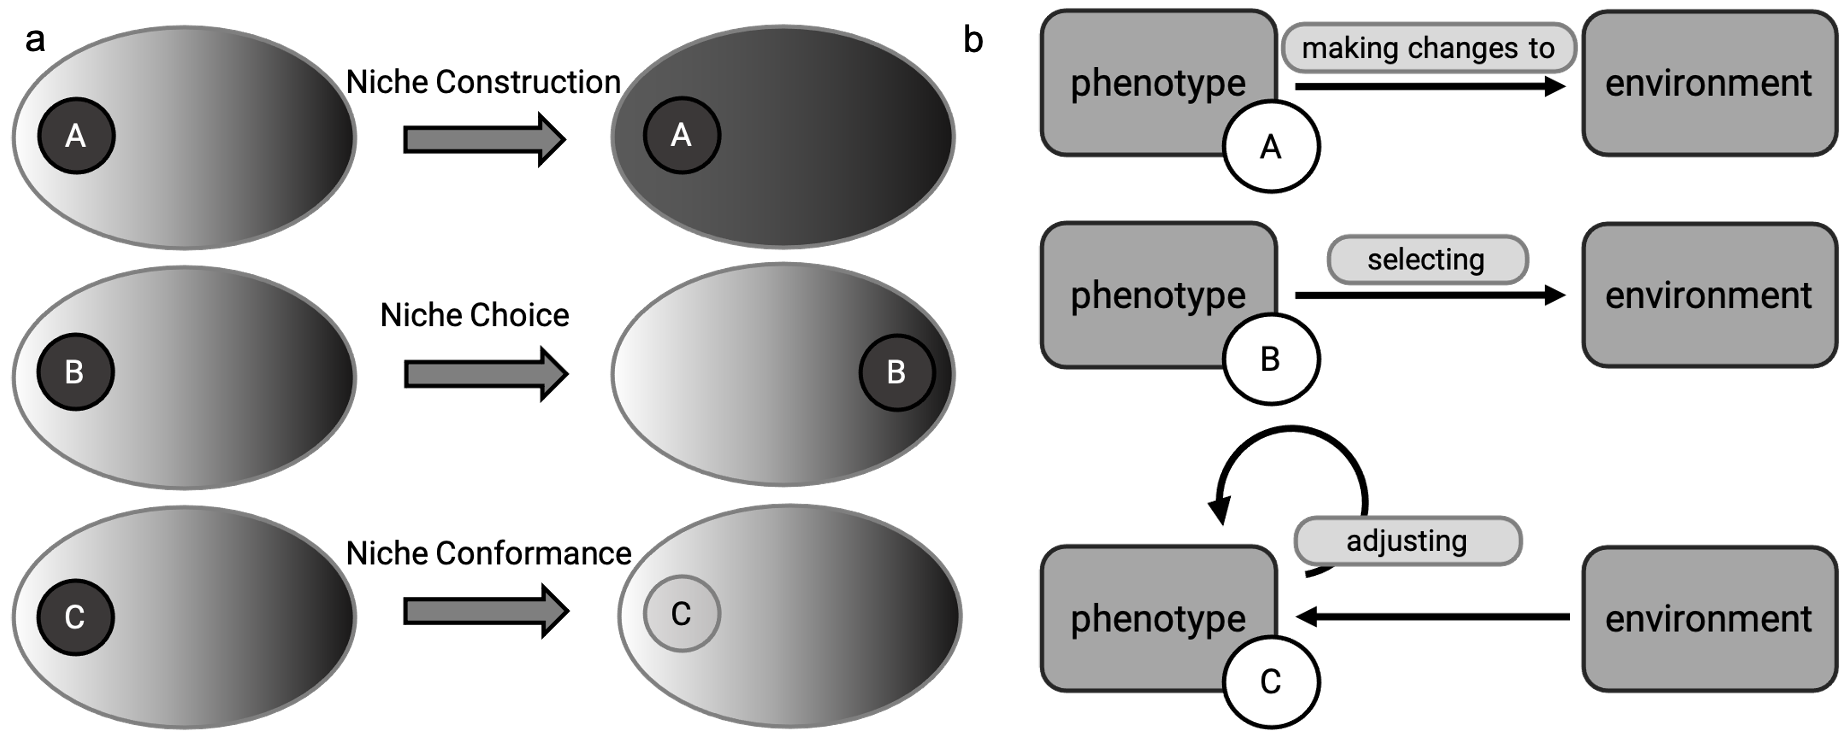 a
Niche Construction
A
A
Niche Choice
B
B
Niche Conformance
C
C
b
phenotype
making changes to
environment
A
phenotype
selecting
environment
B
adjusting
phenotype
environment
C